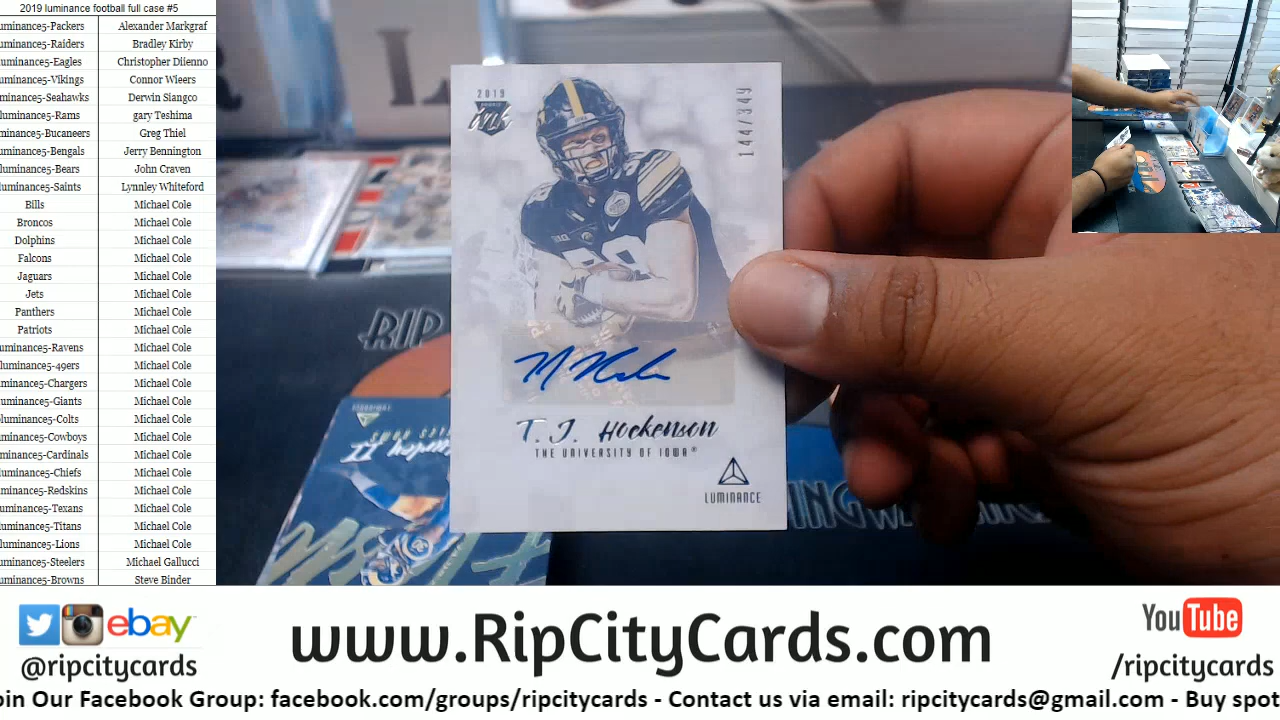 2019 luminance football full case #5
uminance5-Packers Alexander Markgraf
uminance5-Raiders Bradley Kirby
uminance5-Eagles Christopher Diienno
uminance5-Vikings Connor Wieers
minance5-Seahawks Derwin Siangco
luminance5-Rams gary Teshima
minance5-Bucaneers Greg Thiel
uminance5-Bengals Jerry Bennington
luminance5-Bears John Craven
luminance5-Saints Lynnley Whiteford
Bills Michael Cole
Broncos Michael Cole
Dolphins Michael Cole
Falcons Michael Cole
Jaguars Michael Cole
Jets Michael Cole
Panthers Michael Cole
Patriots Michael Cole
uminance5-Ravens Michael Cole
luminance5-49ers Michael Cole
minance5-Chargers Michael Cole
luminance5-Giants Michael Cole
luminance5-Colts Michael Cole
uminance5-Cowboys Michael Cole
minance5-Cardinals Michael Cole
luminance5-Chiefs Michael Cole
minance5-Redskins Michael Cole
uminance5-Texans Michael Cole
luminance5-Titans Michael Cole
luminance5-Lions Michael Cole
uminance5-Steelers Michael Gallucci
uminance5-Browns Steve Binder
2019
144/349
T. J. Hockenson
THE UNIVERSITY OF IOWA®
LUMINANCE
RIP
ebay
@ripcitycards
www.RipCityCards.com
YouTube
/ripcitycards
oin Our Facebook Group: facebook.com/groups/ripcitycards - Contact us via email: ripcitycards@gmail.com - Buy spot